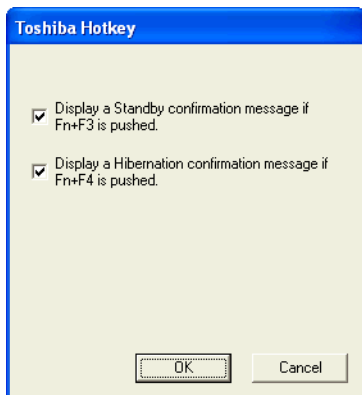 Toshiba Hotkey
Display a Standby confirmation message if
Fn+F3 is pushed.
Display a Hibernation confirmation message if
Fn+F4 is pushed.
OK
Cancel